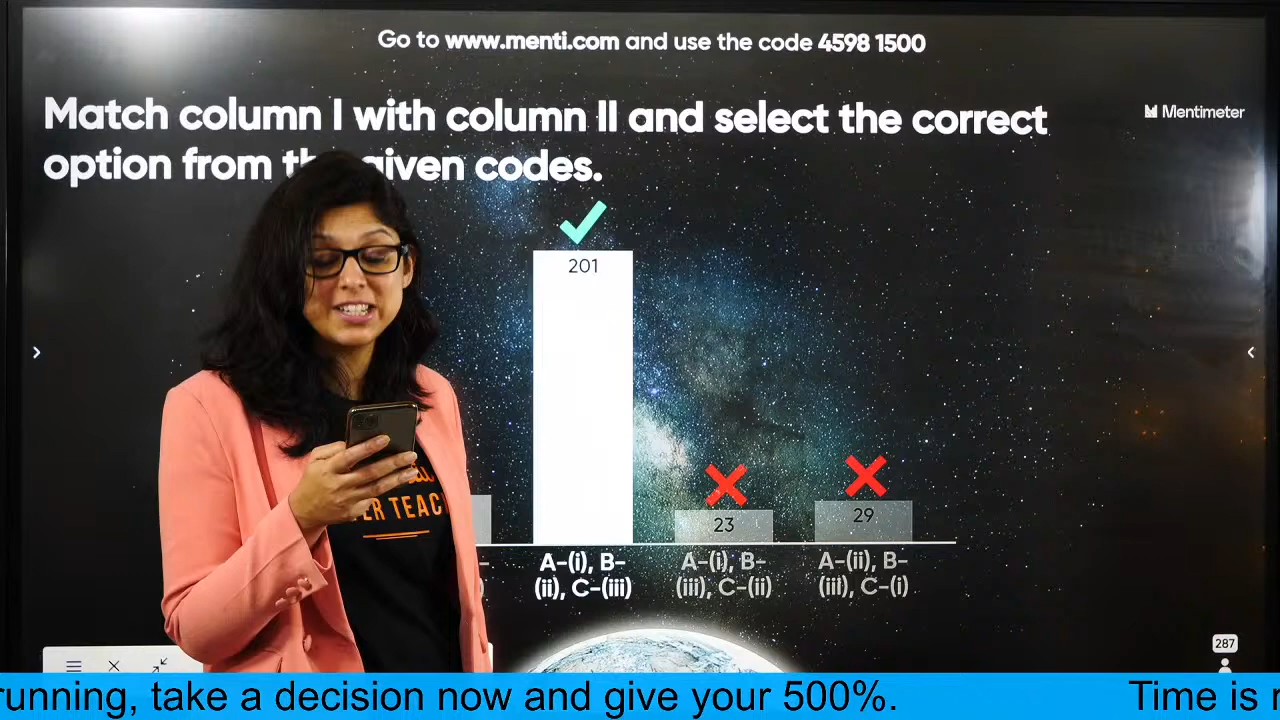 Go to www.menti.com and use the code 4598 1500
Match column I with column II and select the correct
option from given codes.
Mentimeter
201
23
29
A-(i), B-
(ii), C-(iii)
A-(i), B-
(iii), C-(ii)
A-(ii), B-
(iii), C-(i)
287
running, take a decision now and give your 500%.
Time is